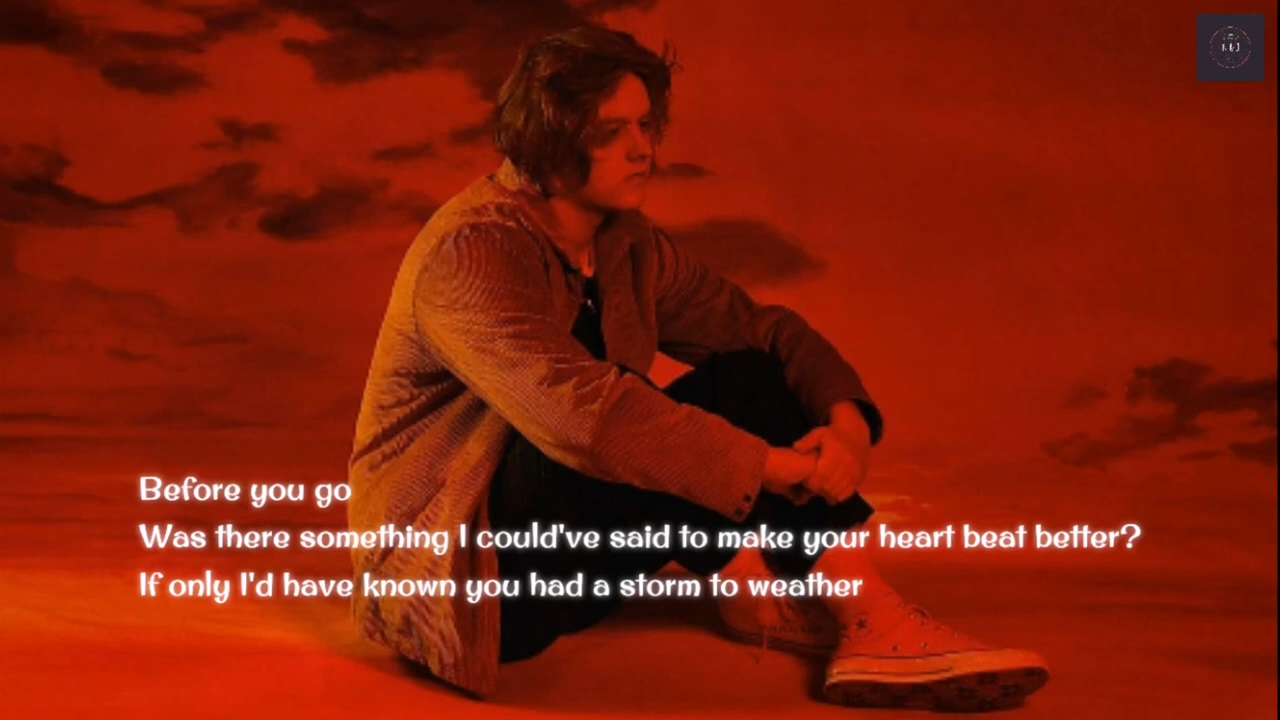 Before you go
Was there something I could've said to make your heart beat better?
If only I'd have known you had a storm to weather